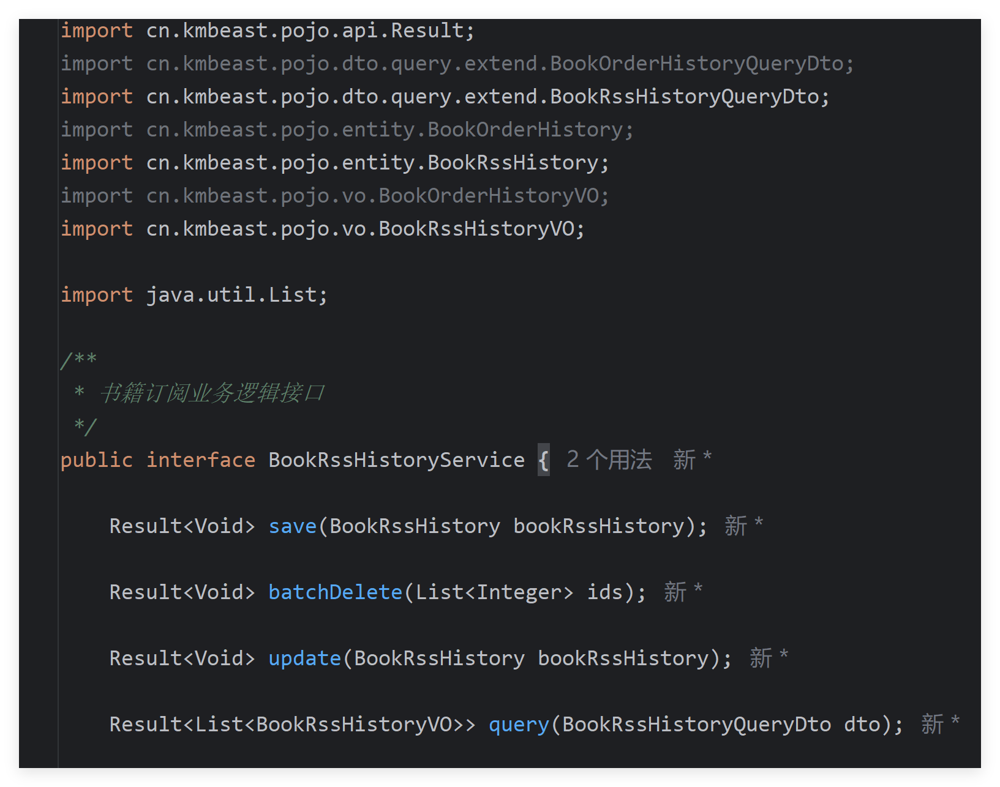 import cn.kmbeast.pojo.api.Result;
import cn.kmbeast.pojo.dto.query.extend.BookOrderHistoryQueryDto;
import cn.kmbeast.pojo.dto.query.extend.BookRssHistoryQueryDto;
import cn.kmbeast.pojo.entity.BookOrderHistory;
import cn.kmbeast.pojo.entity.BookRssHistory;
import cn.kmbeast.pojo.vo.BookOrderHistoryVO;
import cn.kmbeast.pojo.vo.BookRssHistoryVO;
import java.util.List;
/**
 * 书籍订阅业务逻辑接口
 */
public interface BookRssHistoryService { 2 个用法 新 *
    Result<Void> save(BookRssHistory bookRssHistory); 新 *
    Result<Void> batchDelete(List<Integer> ids); 新 *
    Result<Void> update(BookRssHistory bookRssHistory); 新 *
    Result<List<BookRssHistoryVO>> query(BookRssHistoryQueryDto dto); 新 *